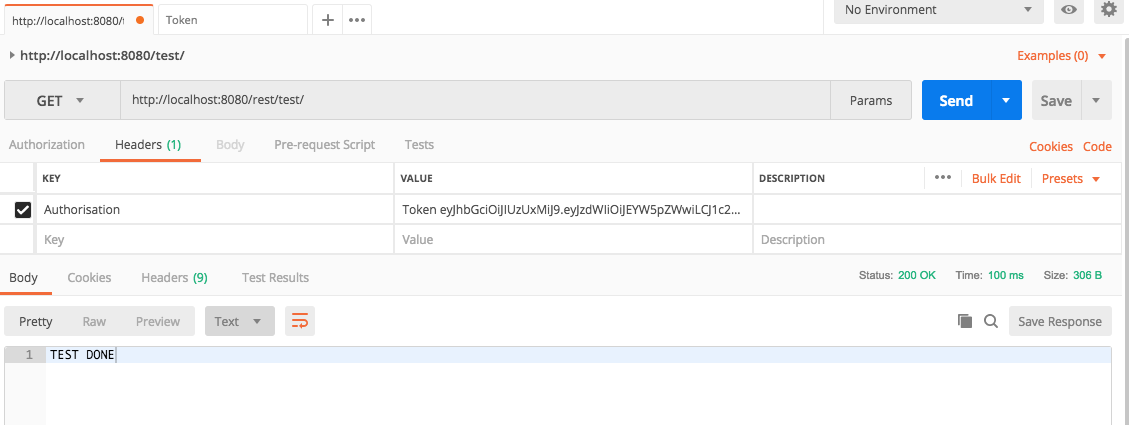 http://localhost:8080/t
Token
No Environment
http://localhost:8080/test/
Examples (0)
GET
http://localhost:8080/rest/test/
Params
Send
Save
Authorization
Headers (1)
Body
Pre-request Script
Tests
Cookies
Code
KEY
VALUE
DESCRIPTION
Bulk Edit
Presets
Authorisation
Token eyJhbGciOiJIUzUxMiJ9.eyJzdWIiOiJEYW5pZWwiLCJ1c2...
Key
Value
Description
Body
Cookies
Headers (9)
Test Results
Status: 200 OK
Time: 100 ms
Size: 306 B
Pretty
Raw
Preview
Text
Save Response
1
TEST DONE